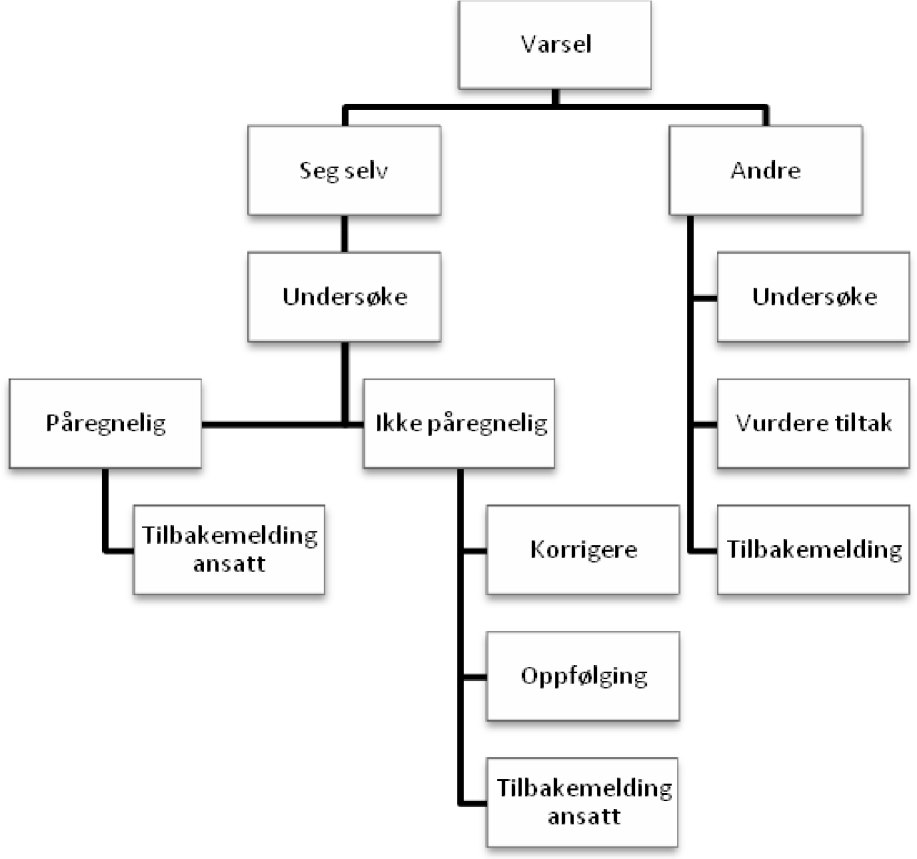 Varsel
Seg selv
Andre
Undersøke
Undersøke
Påregnelig
Ikke påregnelig
Vurdere tiltak
Tilbakemelding
ansatt
Korrigere
Tilbakemelding
Oppfølging
Tilbakemelding
ansatt